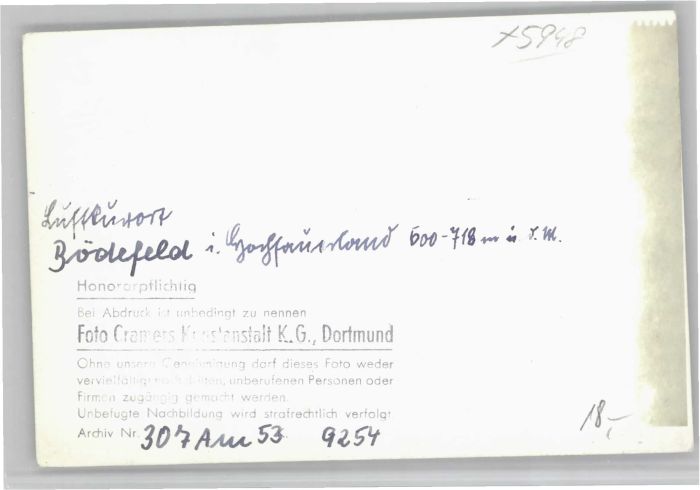 x5948
Luftkurort
Bödefeld i. Hochsauerland 600-718 m ü. d. M.
Honorarpflichtig
Bei Abdruck ist unbedingt zu nennen
Foto Cramers Kunstanstalt K.G., Dortmund
Ohne unsere Genehmigung darf dieses Foto weder
vervielfältigt noch dritten, unberufenen Personen oder
Firmen zugängig gemacht werden.
Unbefugte Nachbildung wird strafrechtlich verfolgt
Archiv Nr. 307 Am 53. 9254
18,-